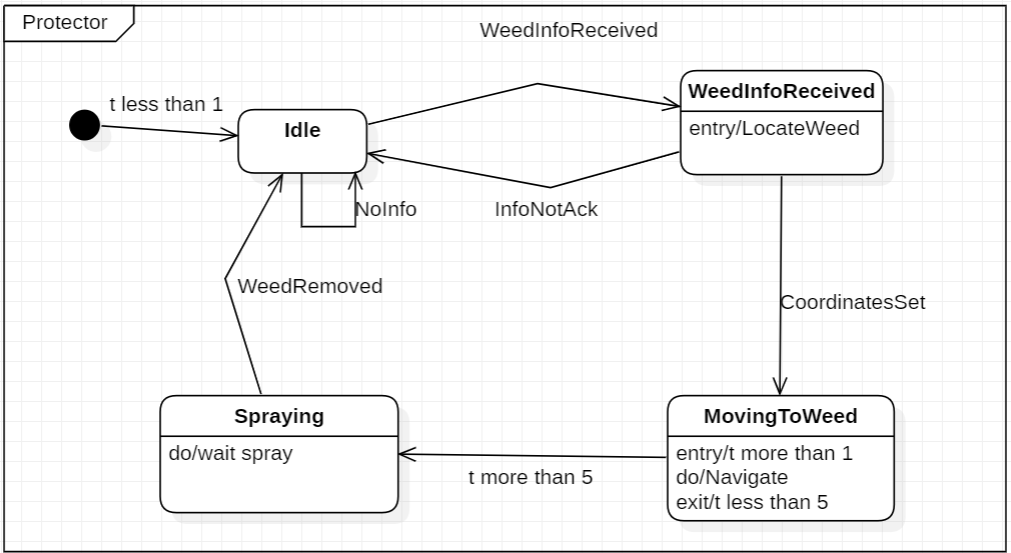 Protector
WeedInfoReceived
t less than 1
Idle
WeedInfoReceived
entry/LocateWeed
NoInfo
InfoNotAck
WeedRemoved
CoordinatesSet
Spraying
do/wait spray
t more than 5
MovingToWeed
entry/t more than 1
do/Navigate
exit/t less than 5